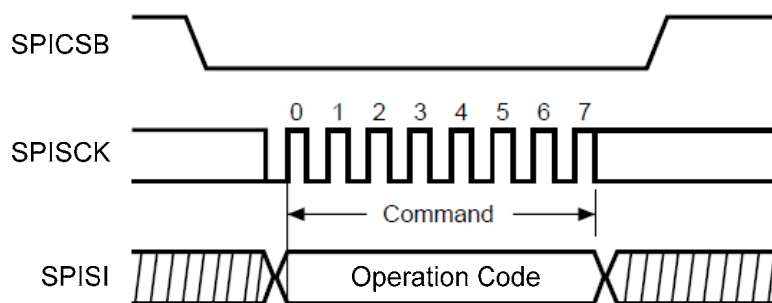 SPICSB
0 1 2 3 4 5 6 7
SPISCK
Command
SPISI
Operation Code